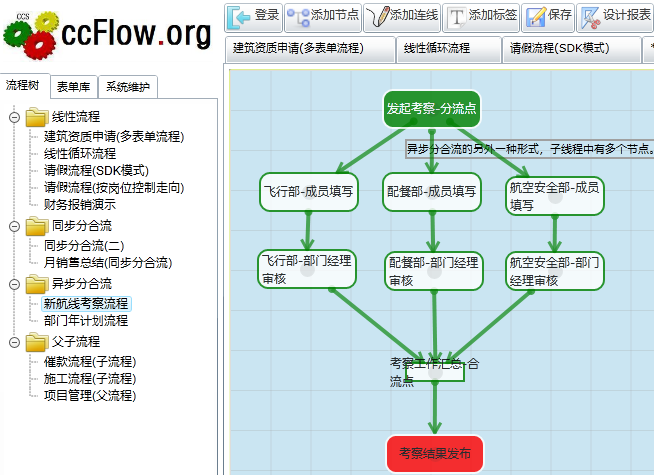 CCS
ccFlow.org
登录
添加节点
添加连线
添加标签
保存
设计报表
流程树
表单库
系统维护
建筑资质申请(多表单流程)
线性循环流程
请假流程(SDK模式)
线性流程
建筑资质申请(多表单流程)
线性循环流程
请假流程(SDK模式)
请假流程(按岗位控制走向)
财务报销演示
同步分合流
同步分合流(二)
月销售总结(同步分合流)
异步分合流
新航线考察流程
部门年计划流程
父子流程
催款流程(子流程)
施工流程(子流程)
项目管理(父流程)
发起考察-分流点
异步分合流的另外一种形式，子线程中有多个节点。
飞行部-成员填写
配餐部-成员填写
航空安全部-成员
填写
飞行部-部门经理
审核
配餐部-部门经理
审核
航空安全部-部门
经理审核
考察工作汇总-合
流点
考察结果发布